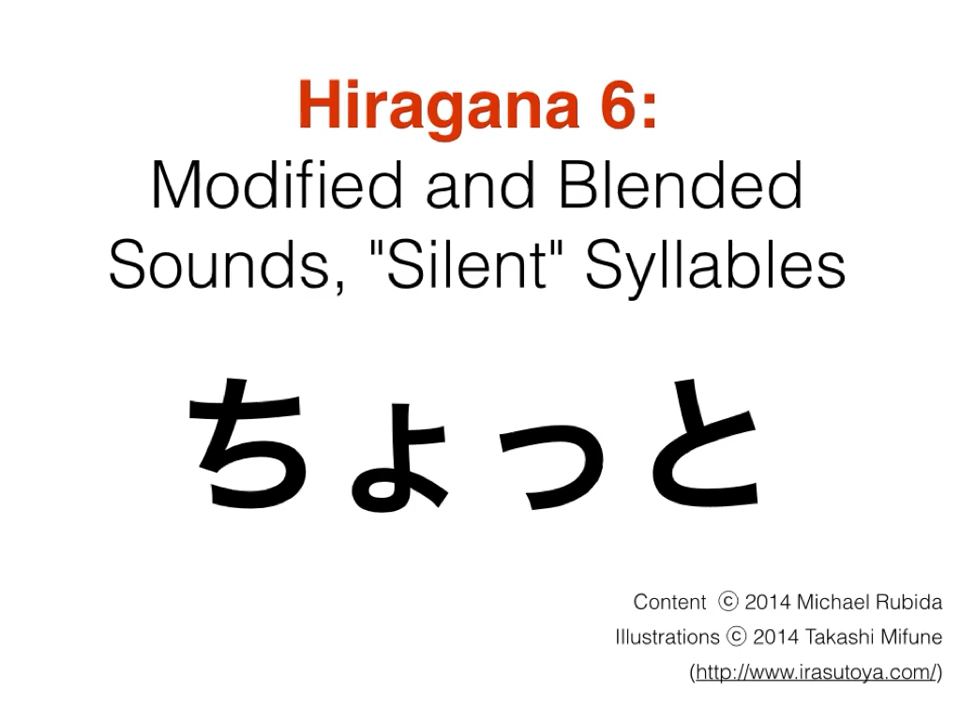 Hiragana 6:
Modified and Blended
Sounds, "Silent" Syllables
ちょっと
Content ⓒ 2014 Michael Rubida
Illustrations ⓒ 2014 Takashi Mifune
(http://www.irasutoya.com/)